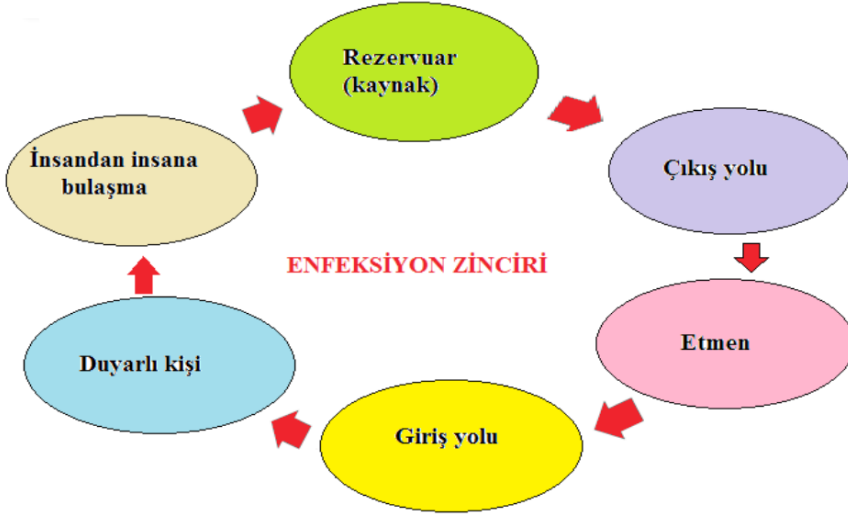 Rezervuar
(kaynak)
Çıkış yolu
Etmen
Giriş yolu
Duyarlı kişi
İnsandan insana
bulaşma
ENFEKSİYON ZİNCİRİ